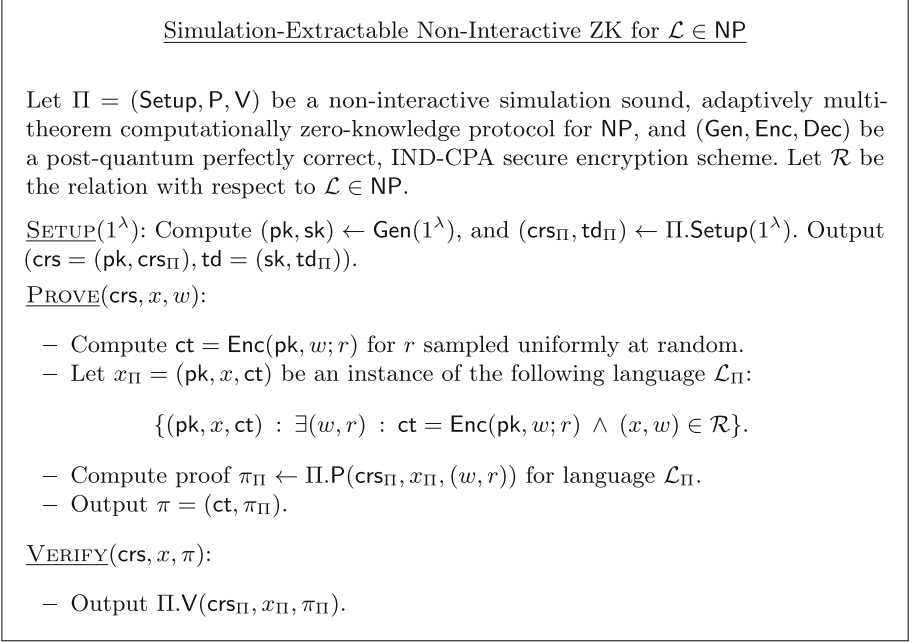 Simulation-Extractable Non-Interactive ZK for ℒ ∈ NP
Let Π = (Setup, P, V) be a non-interactive simulation sound, adaptively multi-
theorem computationally zero-knowledge protocol for NP, and (Gen, Enc, Dec) be
a post-quantum perfectly correct, IND-CPA secure encryption scheme. Let ℛ be
the relation with respect to ℒ ∈ NP.
SETUP(1^λ): Compute (pk, sk) ← Gen(1^λ), and (crs_Π, td_Π) ← Π.Setup(1^λ). Output
(crs = (pk, crs_Π), td = (sk, td_Π)).
PROVE(crs, x, w):
– Compute ct = Enc(pk, w; r) for r sampled uniformly at random.
– Let x_Π = (pk, x, ct) be an instance of the following language ℒ_Π:
{(pk, x, ct) : ∃(w, r) : ct = Enc(pk, w; r) ∧ (x, w) ∈ ℛ}.
– Compute proof π_Π ← Π.P(crs_Π, x_Π, (w, r)) for language ℒ_Π.
– Output π = (ct, π_Π).
VERIFY(crs, x, π):
– Output Π.V(crs_Π, x_Π, π_Π).